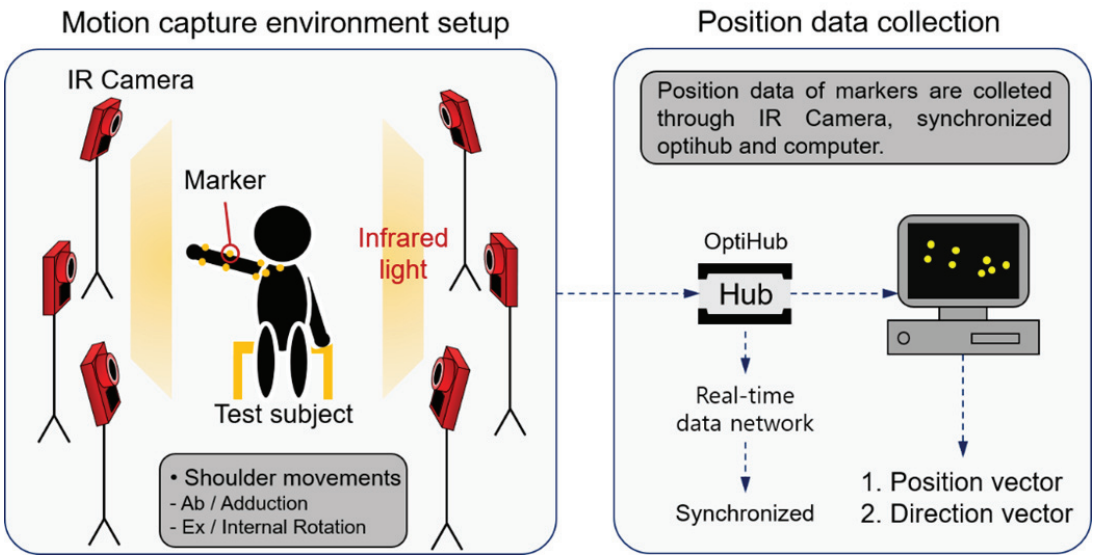 Motion capture environment setup
IR Camera
Marker
Infrared
light
Test subject
• Shoulder movements
- Ab / Adduction
- Ex / Internal Rotation
Position data collection
Position data of markers are colleted
through IR Camera, synchronized
optihub and computer.
OptiHub
Hub
Real-time
data network
Synchronized
1. Position vector
2. Direction vector